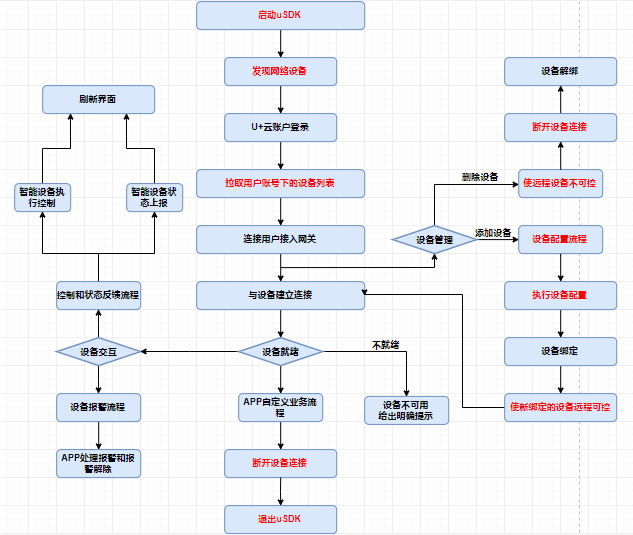 启动uSDK
发现网络设备
设备解绑
刷新界面
U+云账户登录
断开设备连接
删除设备
拉取用户账号下的设备列表
使远程设备不可控
智能设备执
行控制
智能设备状
态上报
连接用户接入网关
设备管理
添加设备
设备配置流程
控制和状态反馈流程
与设备建立连接
执行设备配置
不就绪
设备交互
设备就绪
设备绑定
设备报警流程
APP自定义业务流
程
设备不可用
给出明确提示
使新绑定的设备远程可控
APP处理报警和报
警解除
断开设备连接
退出uSDK